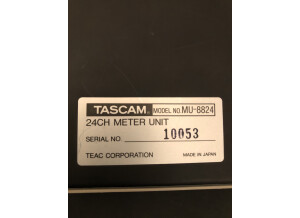 TASCAM MODEL NO. MU-8824
24CH METER UNIT
SERIAL NO. 10053
TEAC CORPORATION MADE IN JAPAN